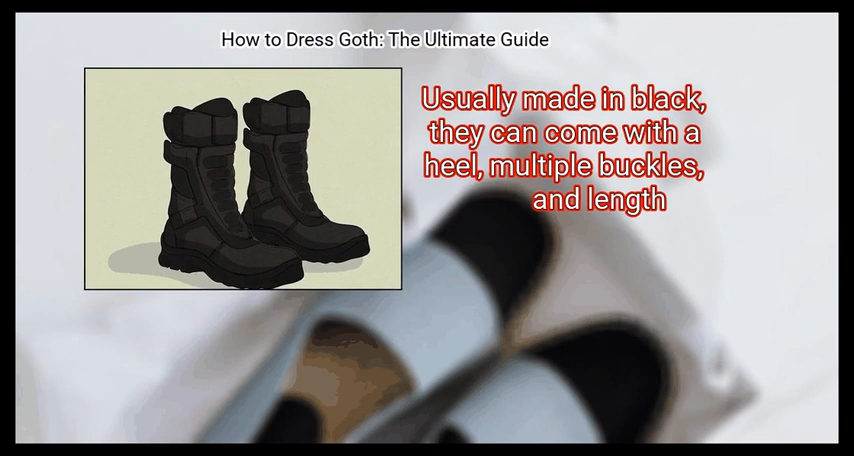 How to Dress Goth: The Ultimate Guide
Usually made in black,
they can come with a
heel, multiple buckles,
and length